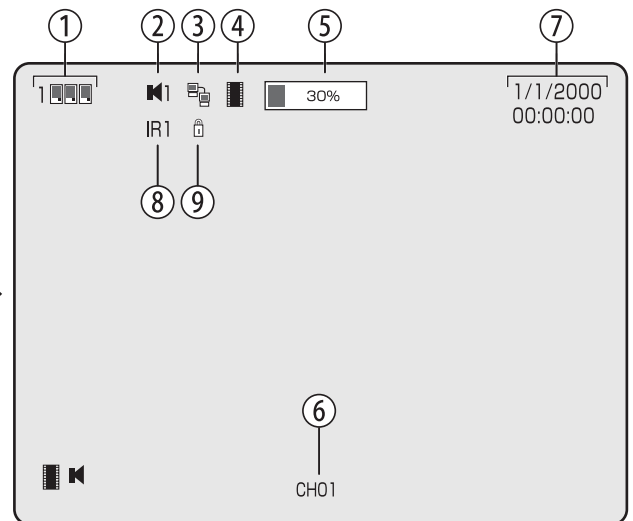 ① ② ③ ④ ⑤ ⑦
1 1 30% 1/1/2000
IR1 00:00:00
⑧ ⑨
⑥
CH01